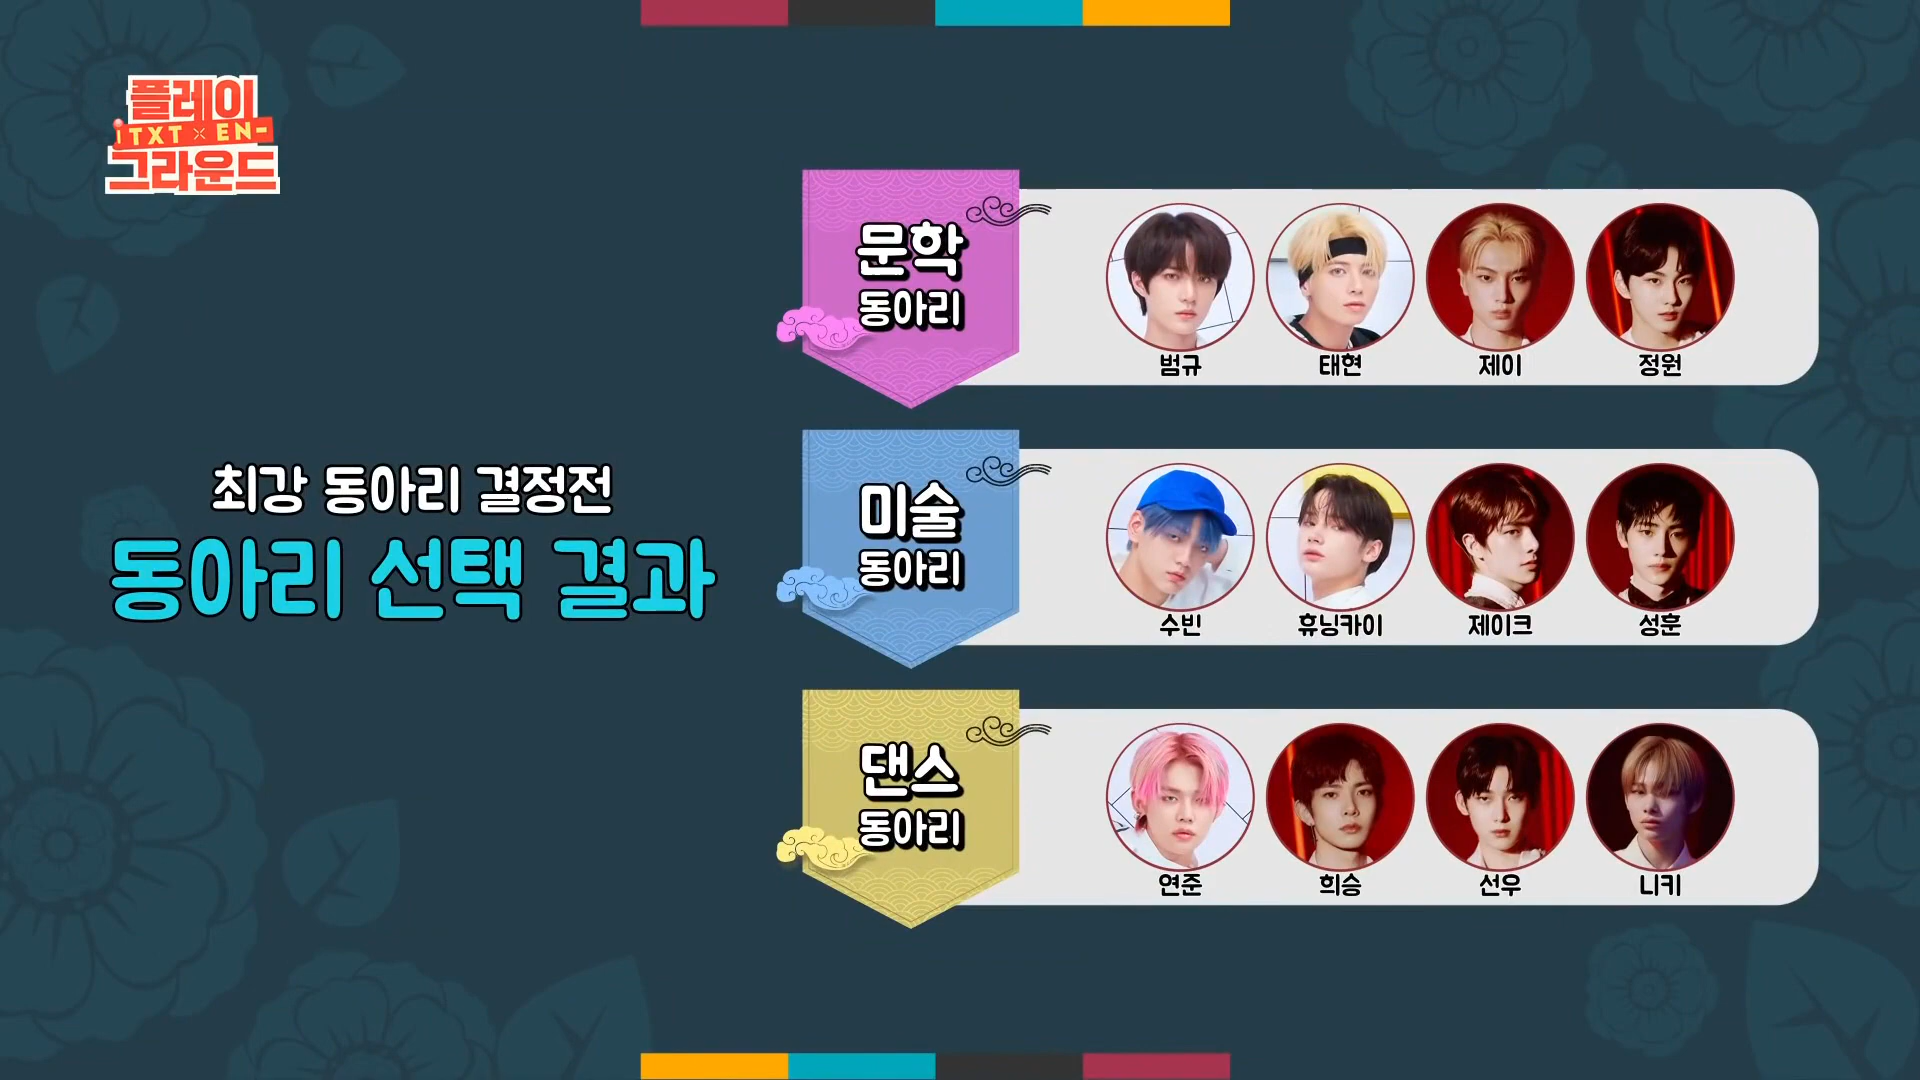 플레이
TXT × EN-
그라운드
최강 동아리 결정전
동아리 선택 결과
문학
동아리
범규 태현 제이 정원
미술
동아리
수빈 휴닝카이 제이크 성훈
댄스
동아리
연준 희승 선우 니키